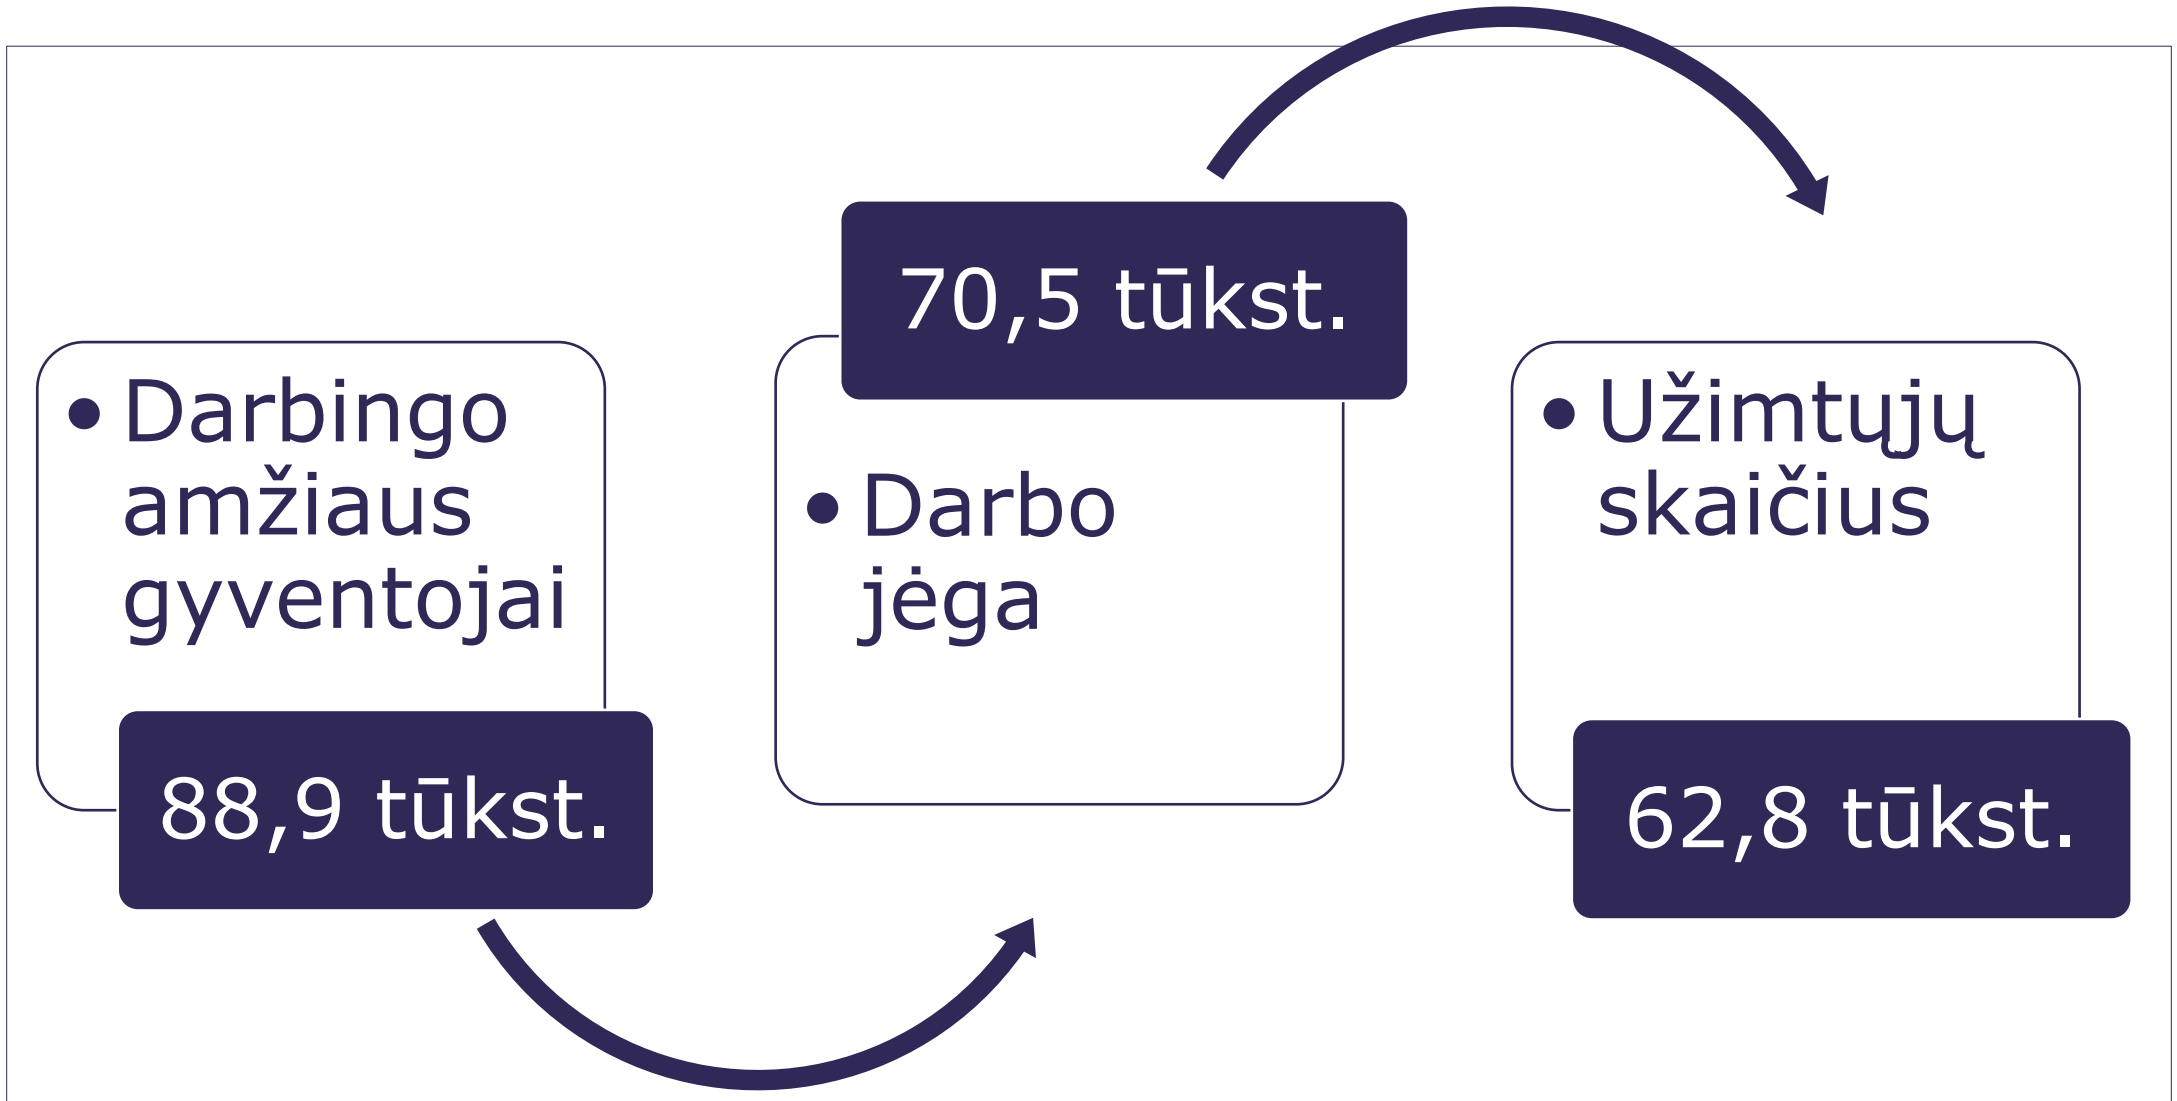 • Darbingo
amžiaus
gyventojai
88,9 tūkst.
70,5 tūkst.
• Darbo
jėga
• Užimtųjų
skaičius
62,8 tūkst.